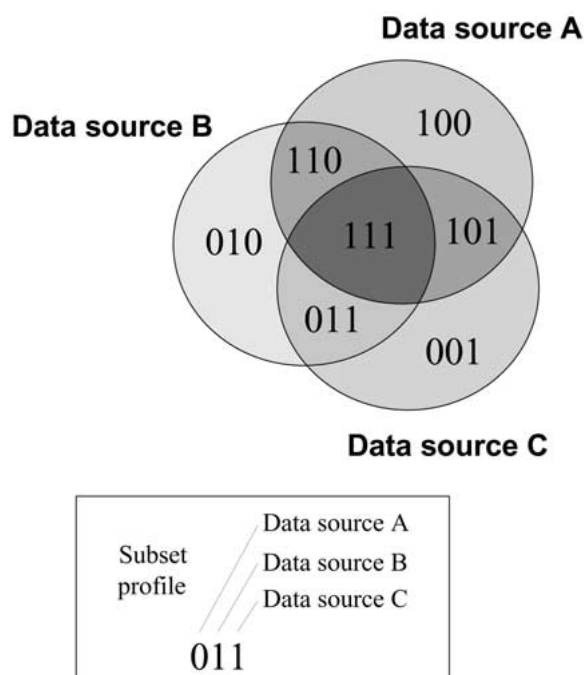 Data source A
Data source B
100
110
010
111
101
011
001
Data source C
Data source A
Subset
Data source B
profile
Data source C
011